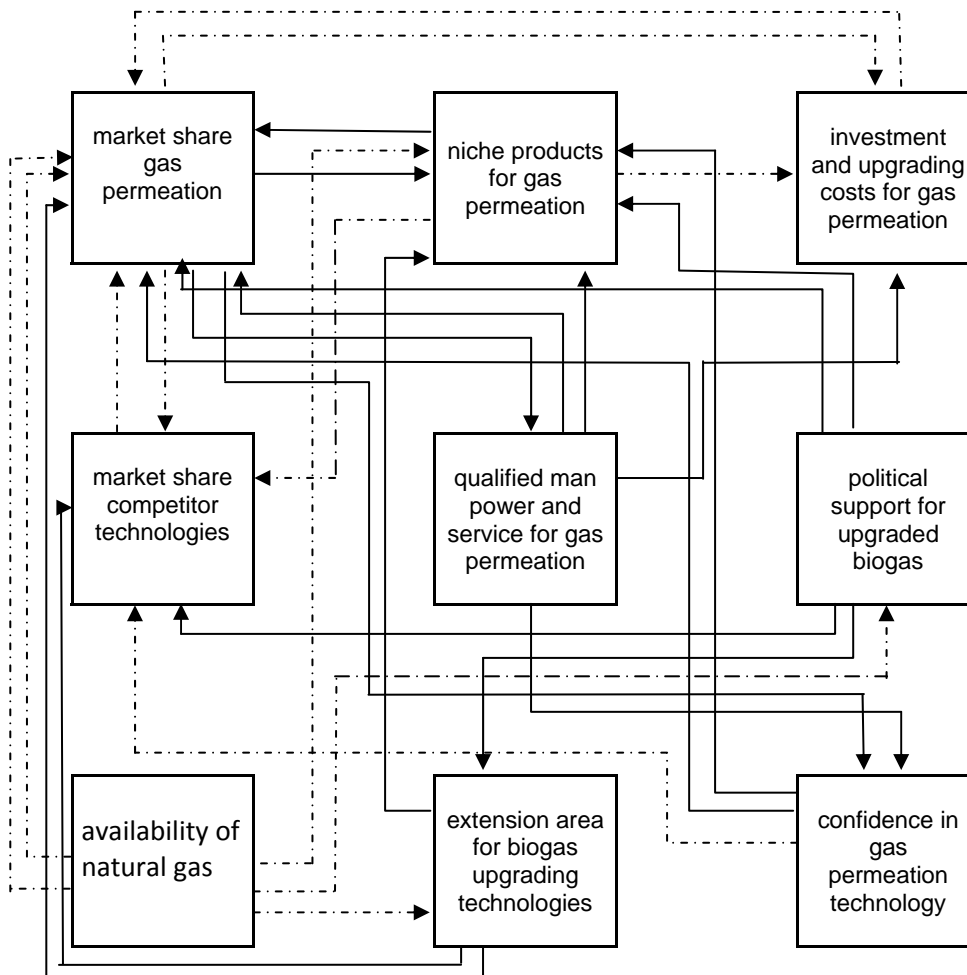 market share
gas
permeation
niche products
for gas
permeation
investment
and upgrading
costs for gas
permeation
market share
competitor
technologies
qualified man
power and
service for gas
permeation
political
support for
upgraded
biogas
availability of
natural gas
extension area
for biogas
upgrading
technologies
confidence in
gas
permeation
technology